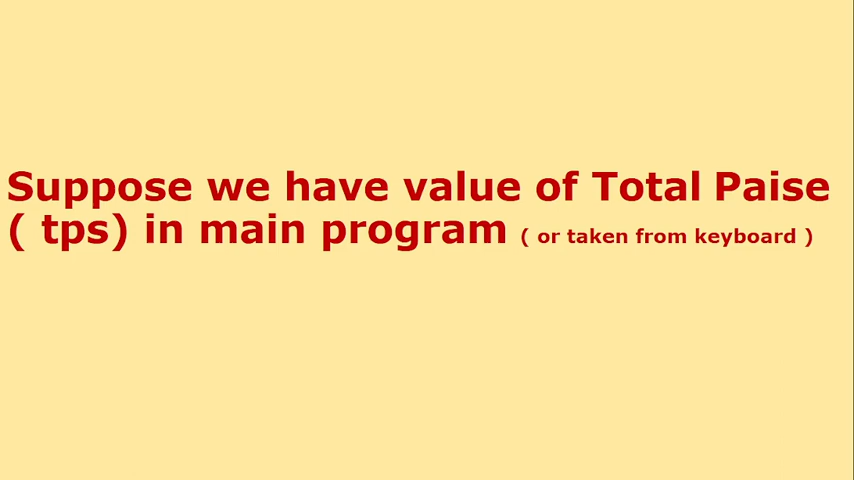 Suppose we have value of Total Paise
( tps) in main program ( or taken from keyboard )